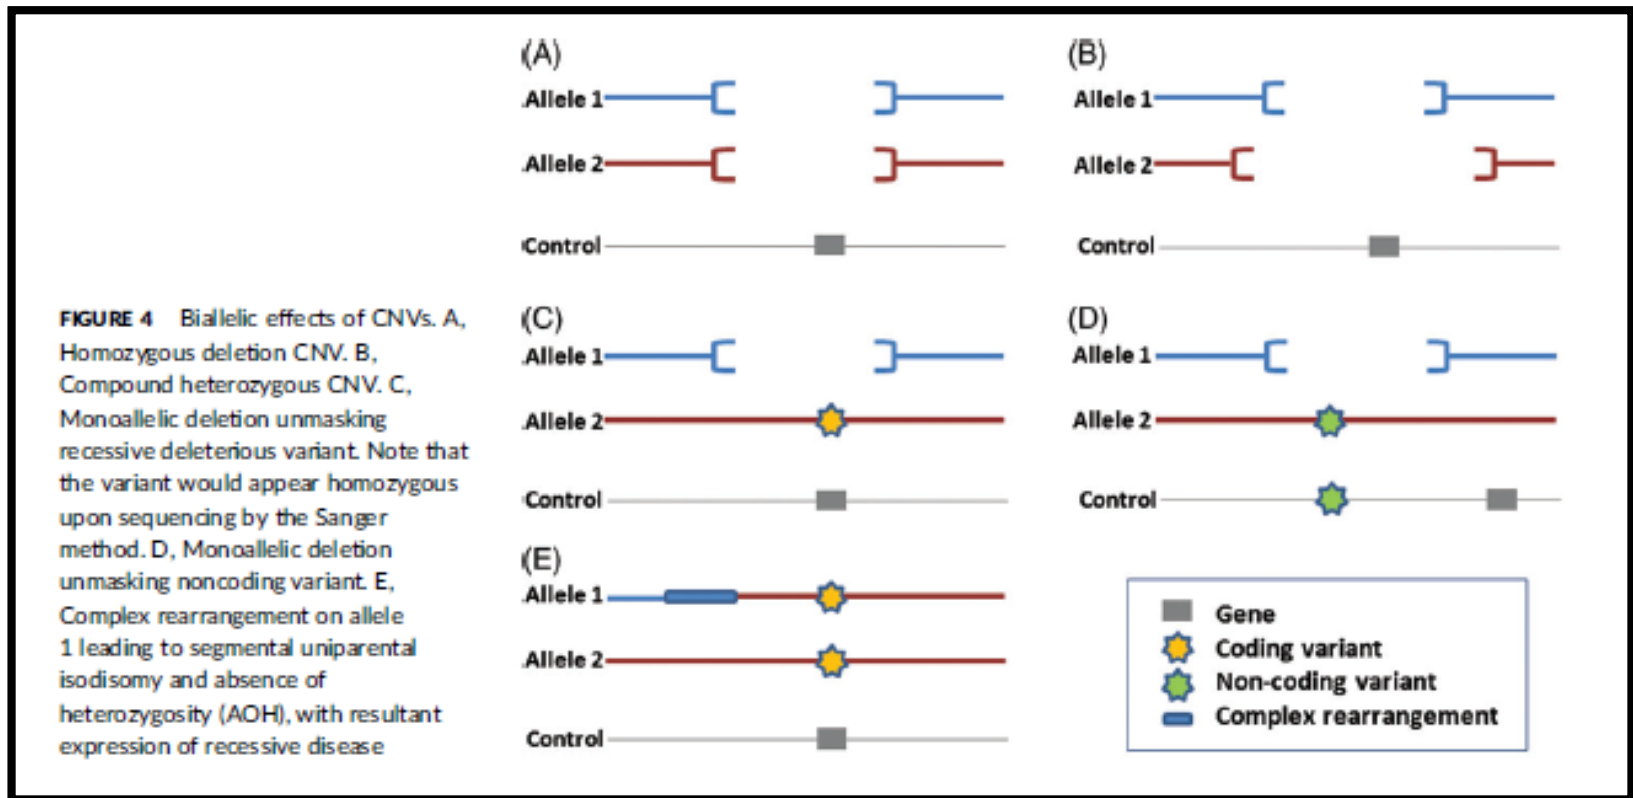 FIGURE 4 Biallelic effects of CNVs. A,
Homozygous deletion CNV. B,
Compound heterozygous CNV. C,
Monoallelic deletion unmasking
recessive deleterious variant. Note that
the variant would appear homozygous
upon sequencing by the Sanger
method. D, Monoallelic deletion
unmasking noncoding variant. E,
Complex rearrangement on allele
1 leading to segmental uniparental
isodisomy and absence of
heterozygosity (AOH), with resultant
expression of recessive disease
(A)
Allele 1
Allele 2
Control
(B)
Allele 1
Allele 2
Control
(C)
Allele 1
Allele 2
Control
(D)
Allele 1
Allele 2
Control
(E)
Allele 1
Allele 2
Control
Gene
Coding variant
Non-coding variant
Complex rearrangement